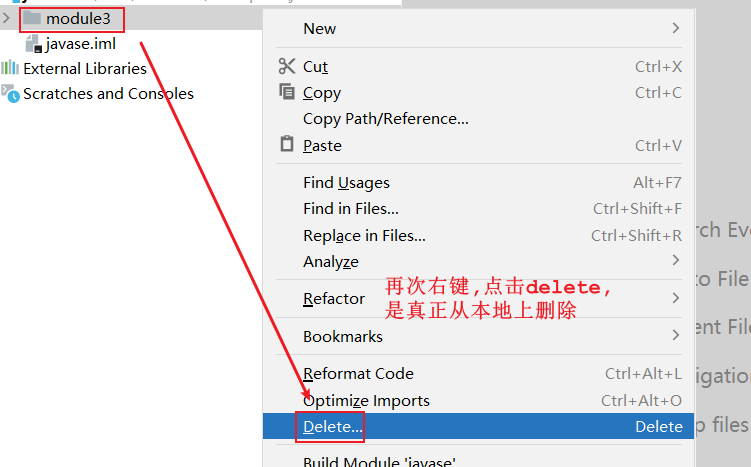 module3
javase.iml
External Libraries
Scratches and Consoles
New
Cut Ctrl+X
Copy Ctrl+C
Copy Path/Reference...
Paste Ctrl+V
Find Usages Alt+F7
Find in Files... Ctrl+Shift+F
Replace in Files... Ctrl+Shift+R
Analyze
Refactor
再次右键,点击delete,
是真正从本地上删除
Bookmarks
Reformat Code Ctrl+Alt+L
Optimize Imports Ctrl+Alt+O
Delete... Delete
Build Module 'javase'
rch Eve
to File
ent File
igation
p files